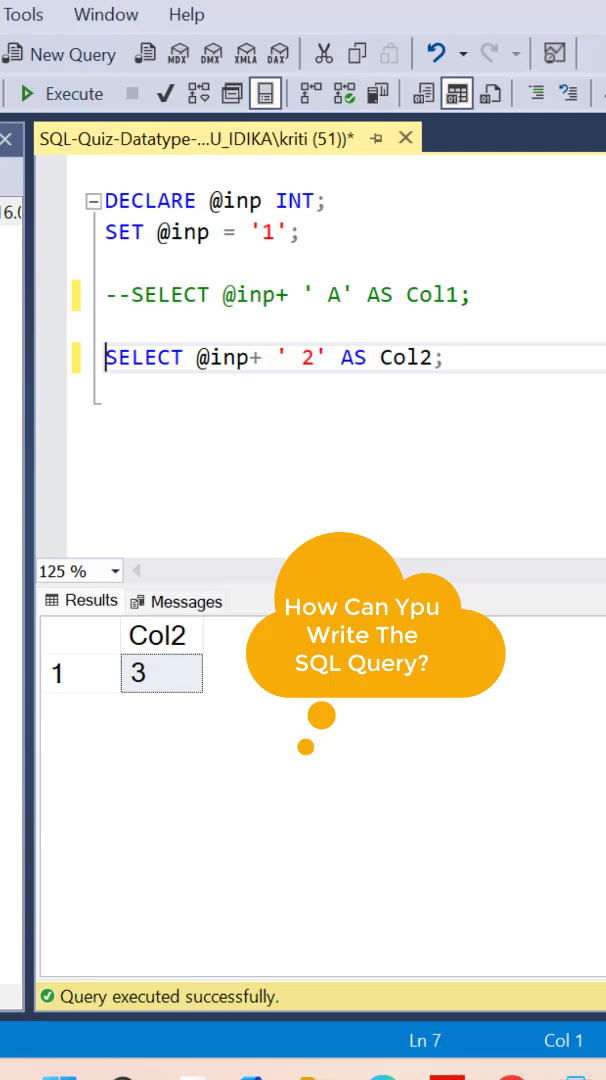 Tools Window Help
New Query MDX DMX XMLA DAX
Execute
SQL-Quiz-Datatype-...U_IDIKA\kriti (51))*
16.0
DECLARE @inp INT;
SET @inp = '1';
--SELECT @inp+ ' A' AS Col1;
SELECT @inp+ ' 2' AS Col2;
125 %
Results Messages
How Can Ypu
Write The
SQL Query?
Col2
1 3
Query executed successfully.
Ln 7 Col 1